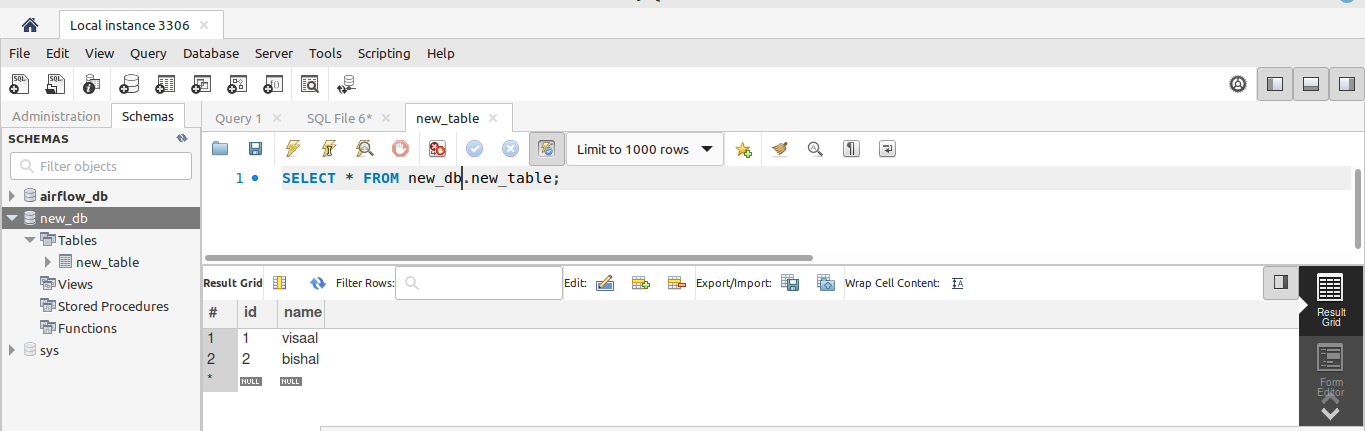 Local instance 3306
File Edit View Query Database Server Tools Scripting Help
Administration Schemas
SCHEMAS
Filter objects
airflow_db
new_db
Tables
new_table
Views
Stored Procedures
Functions
sys
Query 1 SQL File 6* new_table
Limit to 1000 rows
1 SELECT * FROM new_db.new_table;
Result Grid Filter Rows: Edit: Export/Import: Wrap Cell Content:
# id name
1 1 visaal
2 2 bishal
* NULL NULL
Result
Grid
Form
Editor